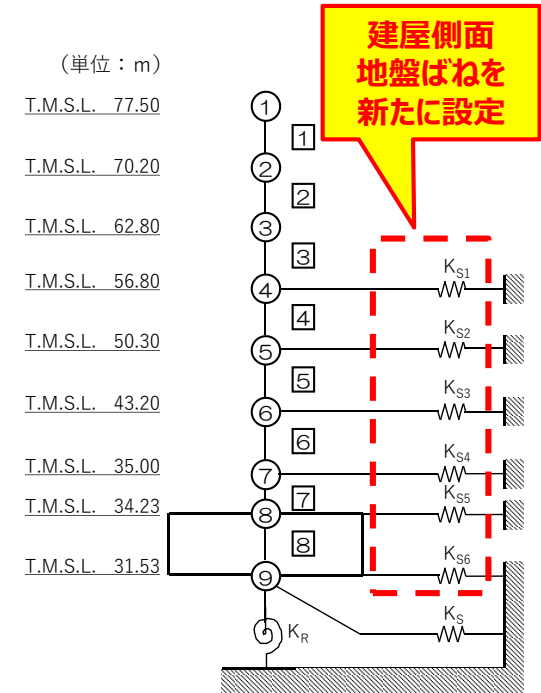 建屋側面
地盤ばねを
新たに設定
（単位：m）
T.M.S.L. 77.50
①
1
T.M.S.L. 70.20
②
2
T.M.S.L. 62.80
③
3
T.M.S.L. 56.80
④
KS1
4
T.M.S.L. 50.30
⑤
KS2
5
T.M.S.L. 43.20
⑥
KS3
6
T.M.S.L. 35.00
⑦
KS4
7
T.M.S.L. 34.23
⑧
KS5
8
T.M.S.L. 31.53
⑨
KS6
KR
KS